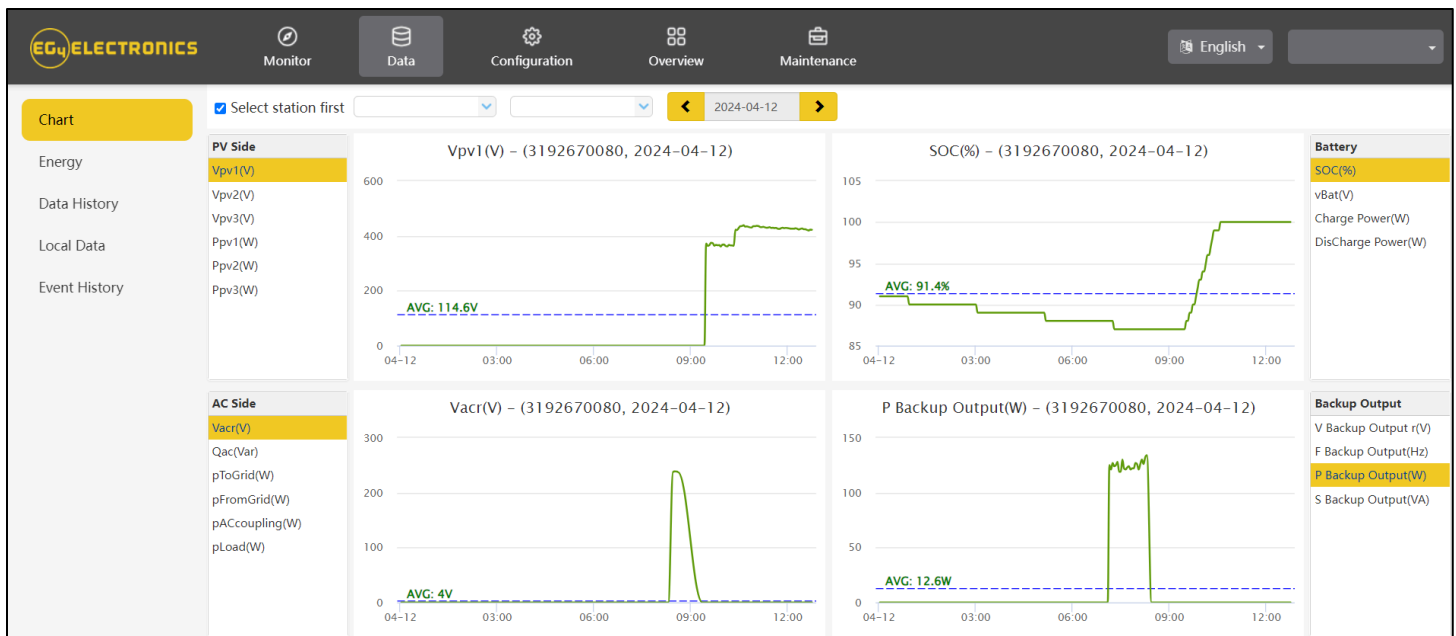 EG4 ELECTRONICS
Monitor
Data
Configuration
Overview
Maintenance
English
Chart
Energy
Data History
Local Data
Event History
Select station first
2024-04-12
PV Side
Vpv1(V)
Vpv2(V)
Vpv3(V)
Ppv1(W)
Ppv2(W)
Ppv3(W)
Vpv1(V) – (3192670080, 2024-04-12)
600
400
200
0
AVG: 114.6V
04-12 03:00 06:00 09:00 12:00
SOC(%) – (3192670080, 2024-04-12)
105
100
95
90
85
AVG: 91.4%
04-12 03:00 06:00 09:00 12:00
Battery
SOC(%)
vBat(V)
Charge Power(W)
DisCharge Power(W)
AC Side
Vacr(V)
Qac(Var)
pToGrid(W)
pFromGrid(W)
pACcoupling(W)
pLoad(W)
Vacr(V) – (3192670080, 2024-04-12)
300
200
100
0
AVG: 4V
04-12 03:00 06:00 09:00 12:00
P Backup Output(W) – (3192670080, 2024-04-12)
150
100
50
0
AVG: 12.6W
04-12 03:00 06:00 09:00 12:00
Backup Output
V Backup Output r(V)
F Backup Output(Hz)
P Backup Output(W)
S Backup Output(VA)